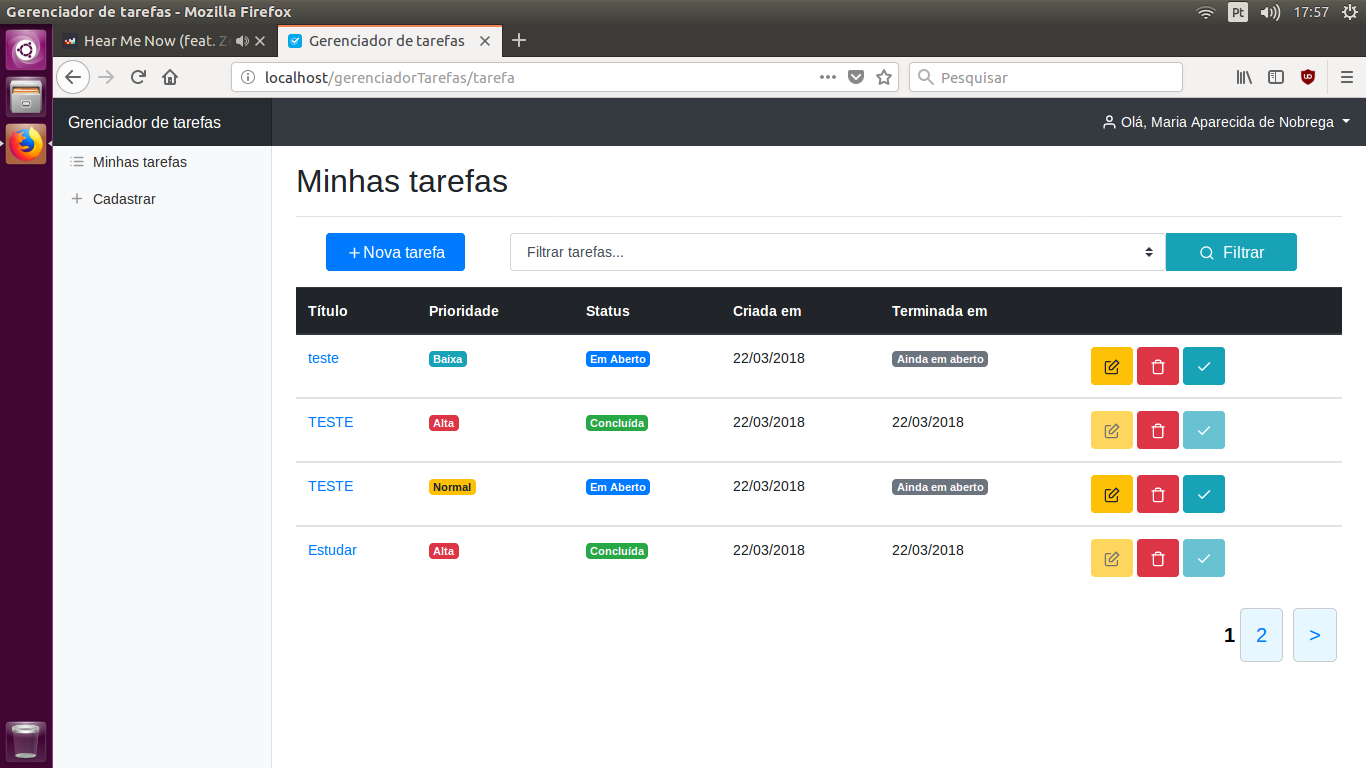 Gerenciador de tarefas - Mozilla Firefox
Pt
17:57
Hear Me Now (feat. Z
Gerenciador de tarefas
localhost/gerenciadorTarefas/tarefa
Pesquisar
Grenciador de tarefas
Olá, Maria Aparecida de Nobrega
Minhas tarefas
Cadastrar
Minhas tarefas
+Nova tarefa
Filtrar tarefas...
Filtrar
Título Prioridade Status Criada em Terminada em
teste Baixa Em Aberto 22/03/2018 Ainda em aberto
TESTE Alta Concluída 22/03/2018 22/03/2018
TESTE Normal Em Aberto 22/03/2018 Ainda em aberto
Estudar Alta Concluída 22/03/2018 22/03/2018
1 2 >